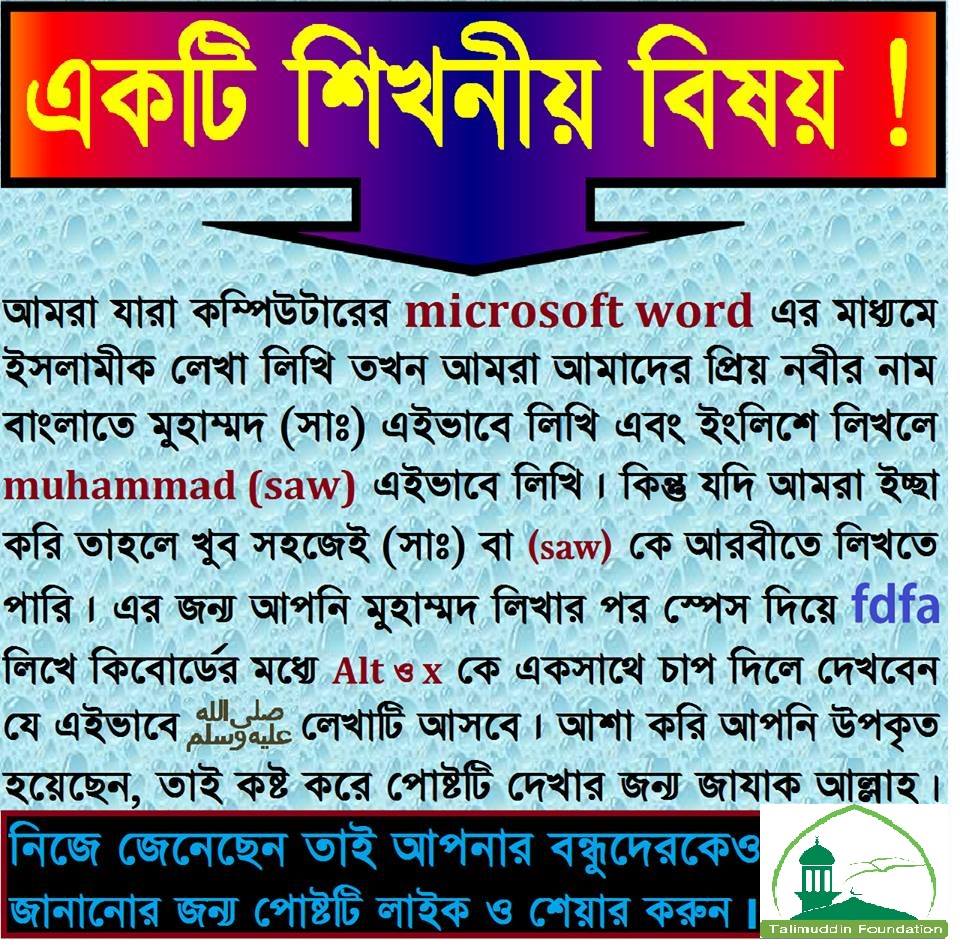 একটি শিখনীয় বিষয় !
আমরা যারা কম্পিউটারের microsoft word এর মাধ্যমে
ইসলামীক লেখা লিখি তখন আমরা আমাদের প্রিয় নবীর নাম
বাংলাতে মুহাম্মদ (সাঃ) এইভাবে লিখি এবং ইংলিশে লিখলে
muhammad (saw) এইভাবে লিখি। কিন্তু যদি আমরা ইচ্ছা
করি তাহলে খুব সহজেই (সাঃ) বা (saw) কে আরবীতে লিখতে
পারি। এর জন্য আপনি মুহাম্মদ লিখার পর স্পেস দিয়ে fdfa
লিখে কিবোর্ডের মধ্যে Alt ও x কে একসাথে চাপ দিলে দেখবেন
যে এইভাবে صلى الله عليه وسلم লেখাটি আসবে। আশা করি আপনি উপকৃত
হয়েছেন, তাই কষ্ট করে পোষ্টটি দেখার জন্য জাযাক আল্লাহ।
নিজে জেনেছেন তাই আপনার বন্ধুদেরকেও
জানানোর জন্য পোষ্টটি লাইক ও শেয়ার করুন।
Talimuddin Foundation